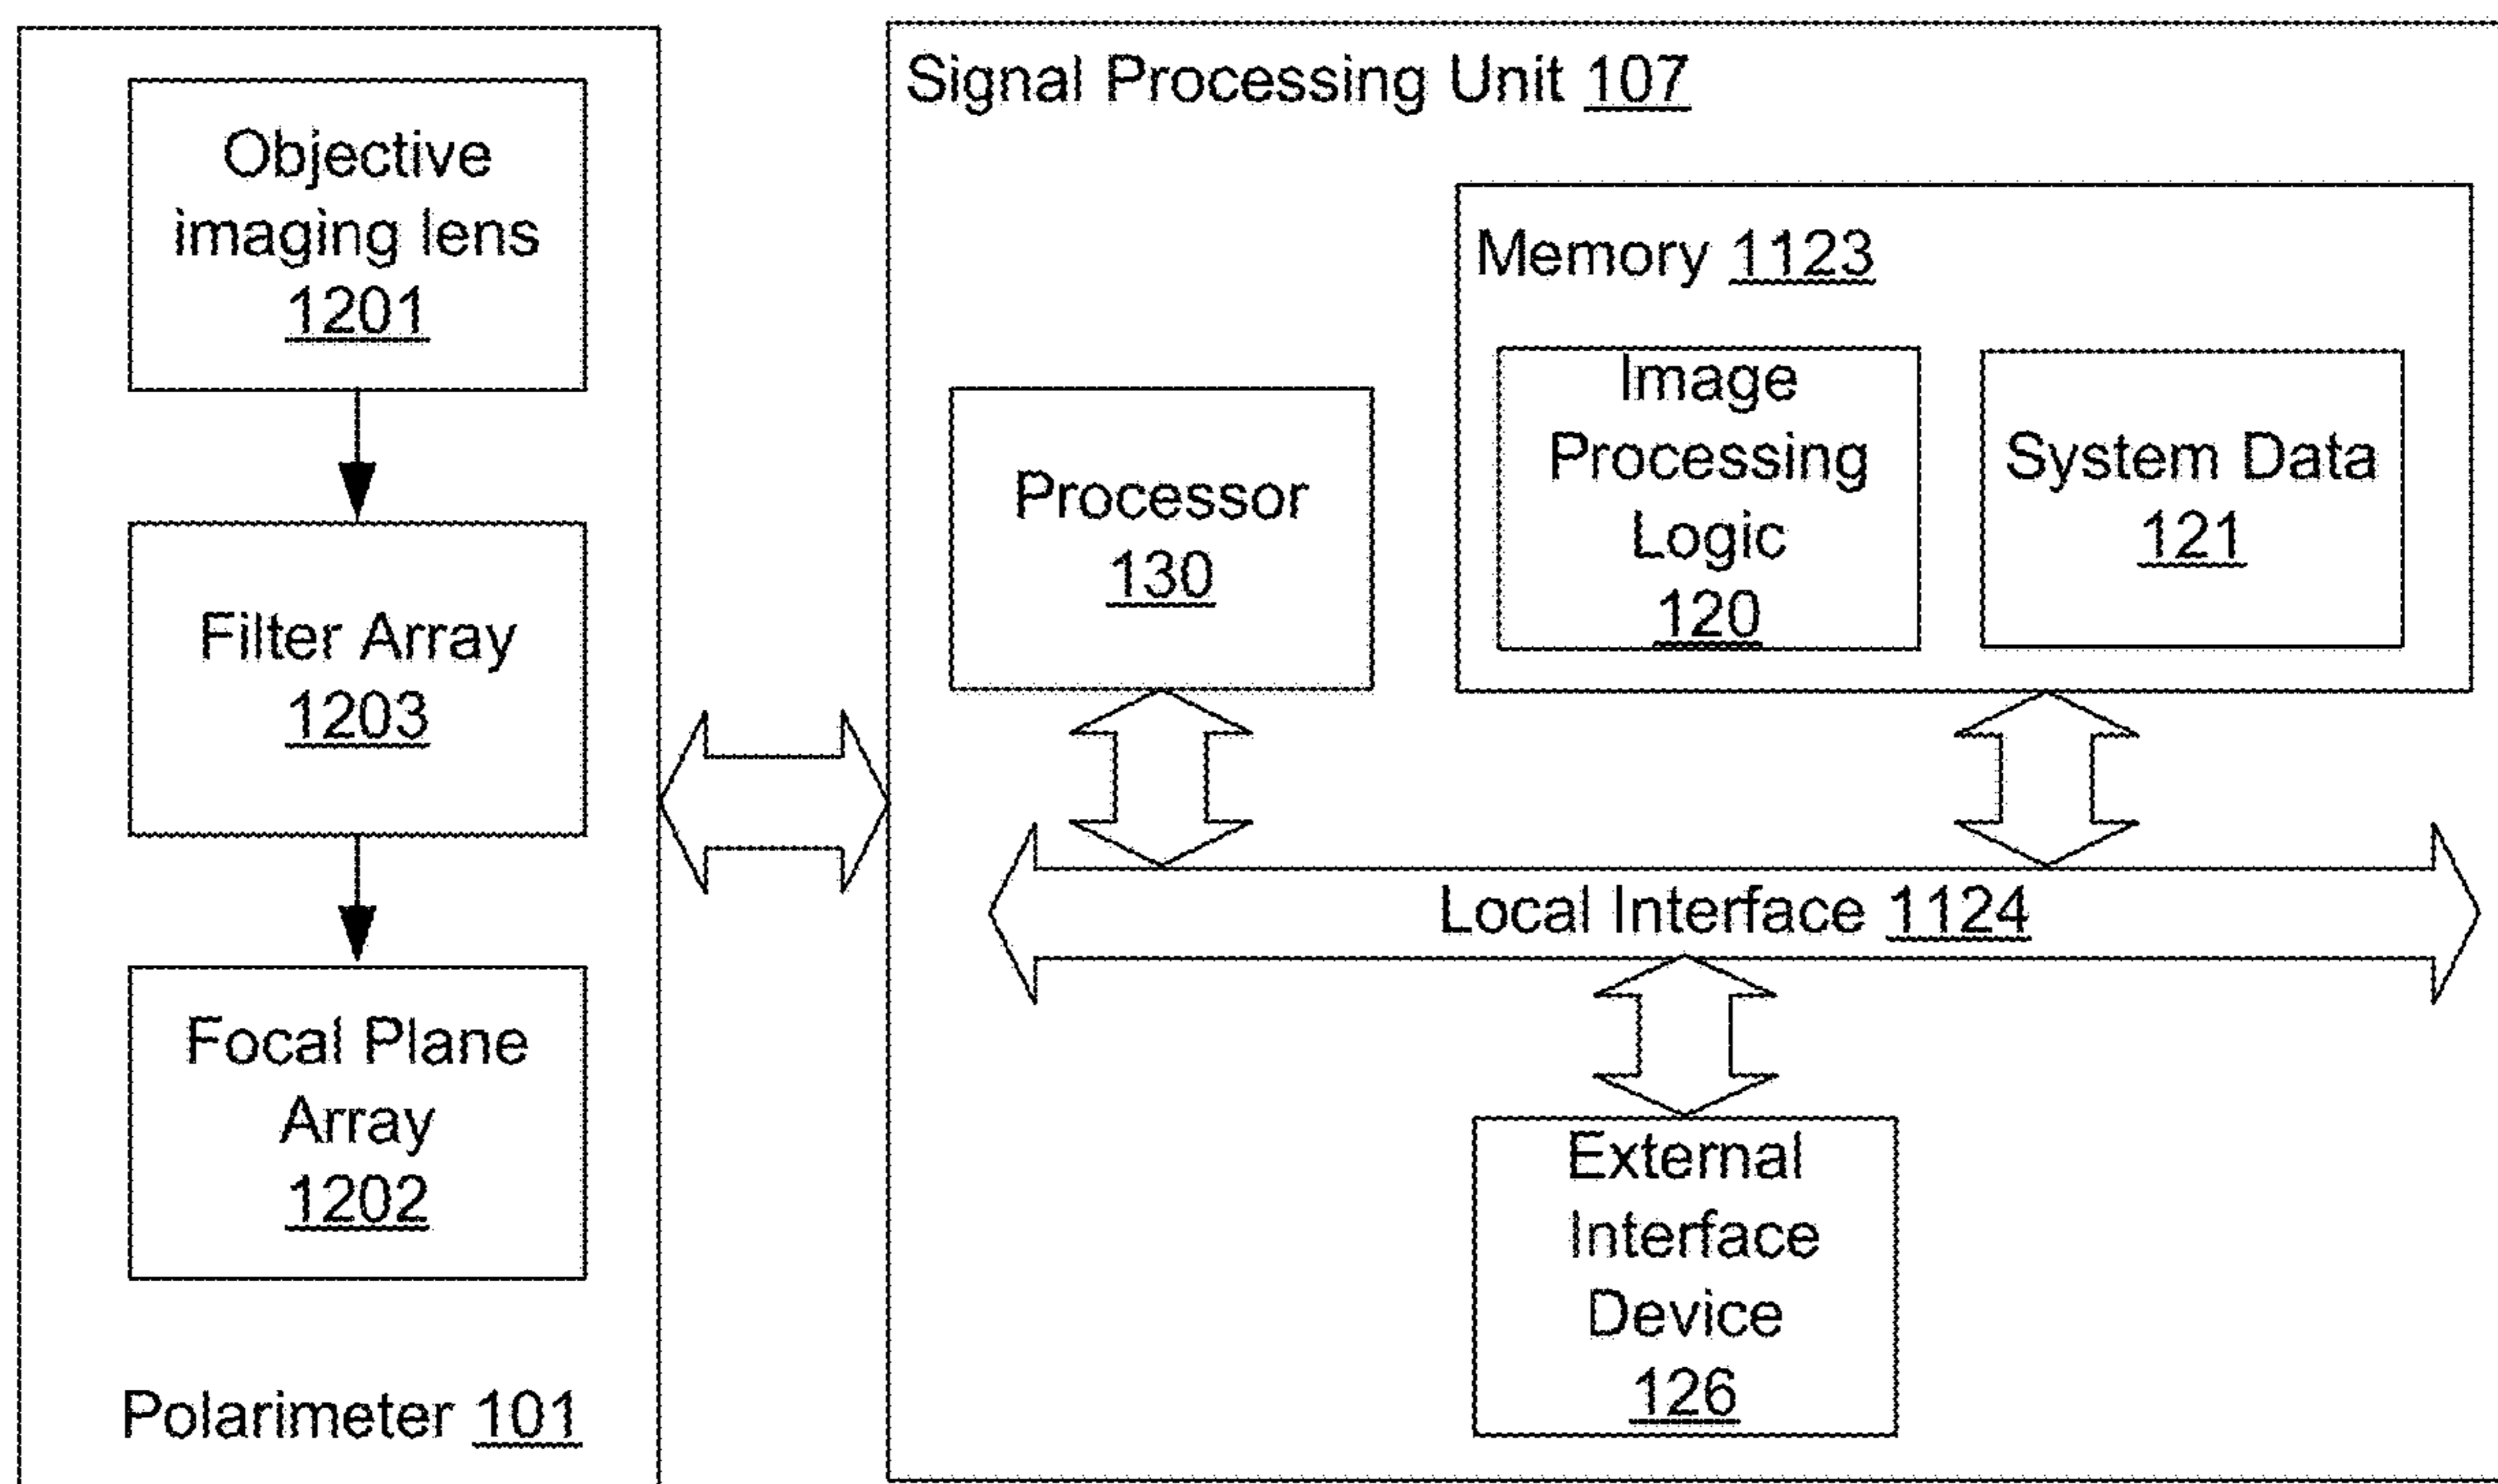 Objective
imaging lens
1201
Filter Array
1203
Focal Plane
Array
1202
Polarimeter 101
Signal Processing Unit 107
Memory 1123
Image
Processing
Logic
120
System Data
121
Processor
130
Local Interface 1124
External
Interface
Device
126